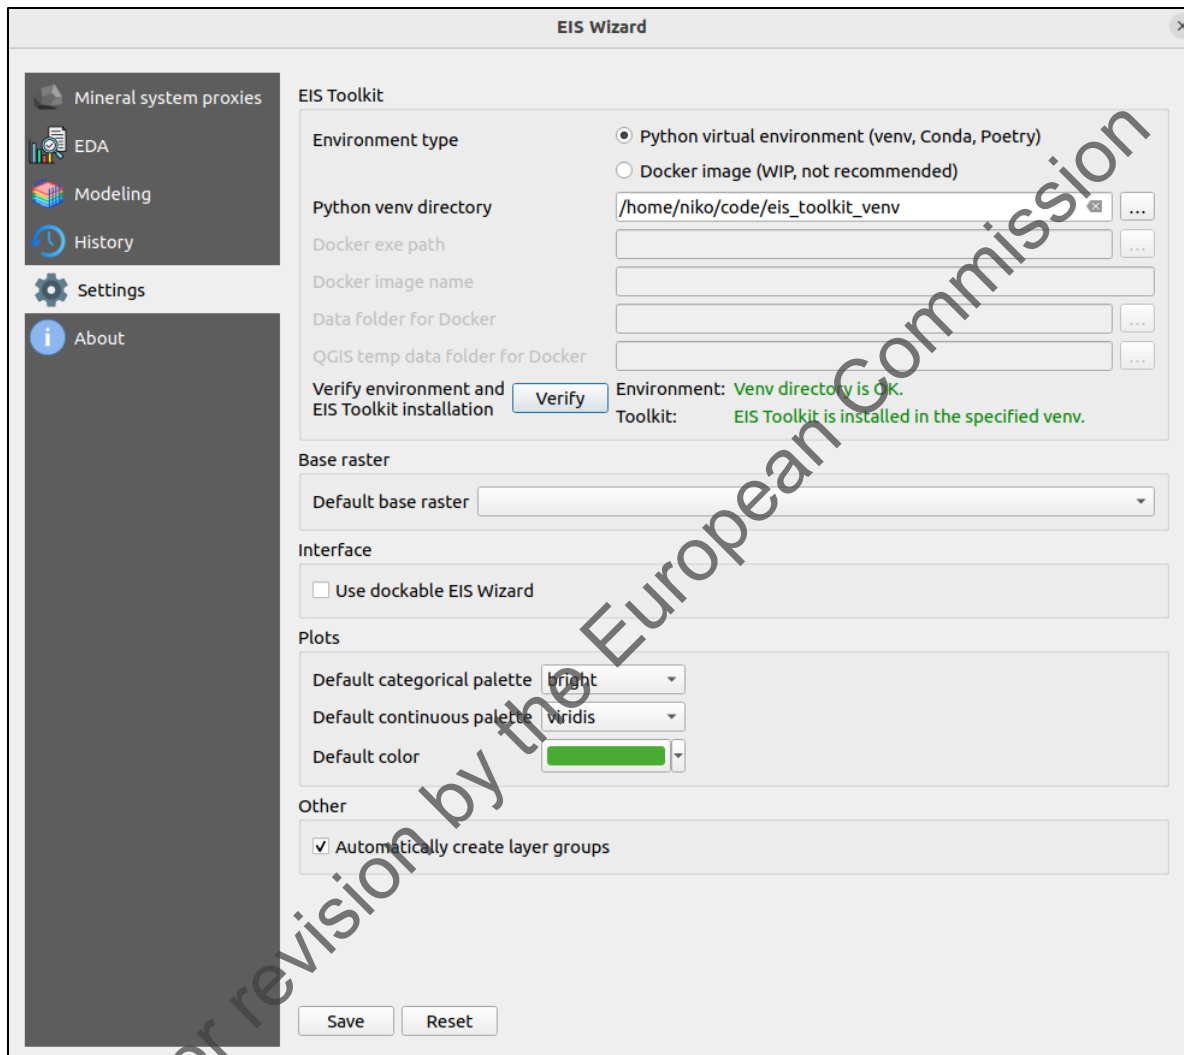 EIS Wizard
Mineral system proxies
EDA
Modeling
History
Settings
About
EIS Toolkit
Environment type
Python virtual environment (venv, Conda, Poetry)
Docker image (WIP, not recommended)
Python venv directory
/home/niko/code/eis_toolkit_venv
...
Docker exe path
...
Docker image name
Data folder for Docker
...
QGIS temp data folder for Docker
...
Verify environment and
EIS Toolkit installation
Verify
Environment: Venv directory is OK.
Toolkit: EIS Toolkit is installed in the specified venv.
Base raster
Default base raster
Interface
Use dockable EIS Wizard
Plots
Default categorical palette bright
Default continuous palette viridis
Default color
Other
Automatically create layer groups
Save Reset
er revision by the European Commission